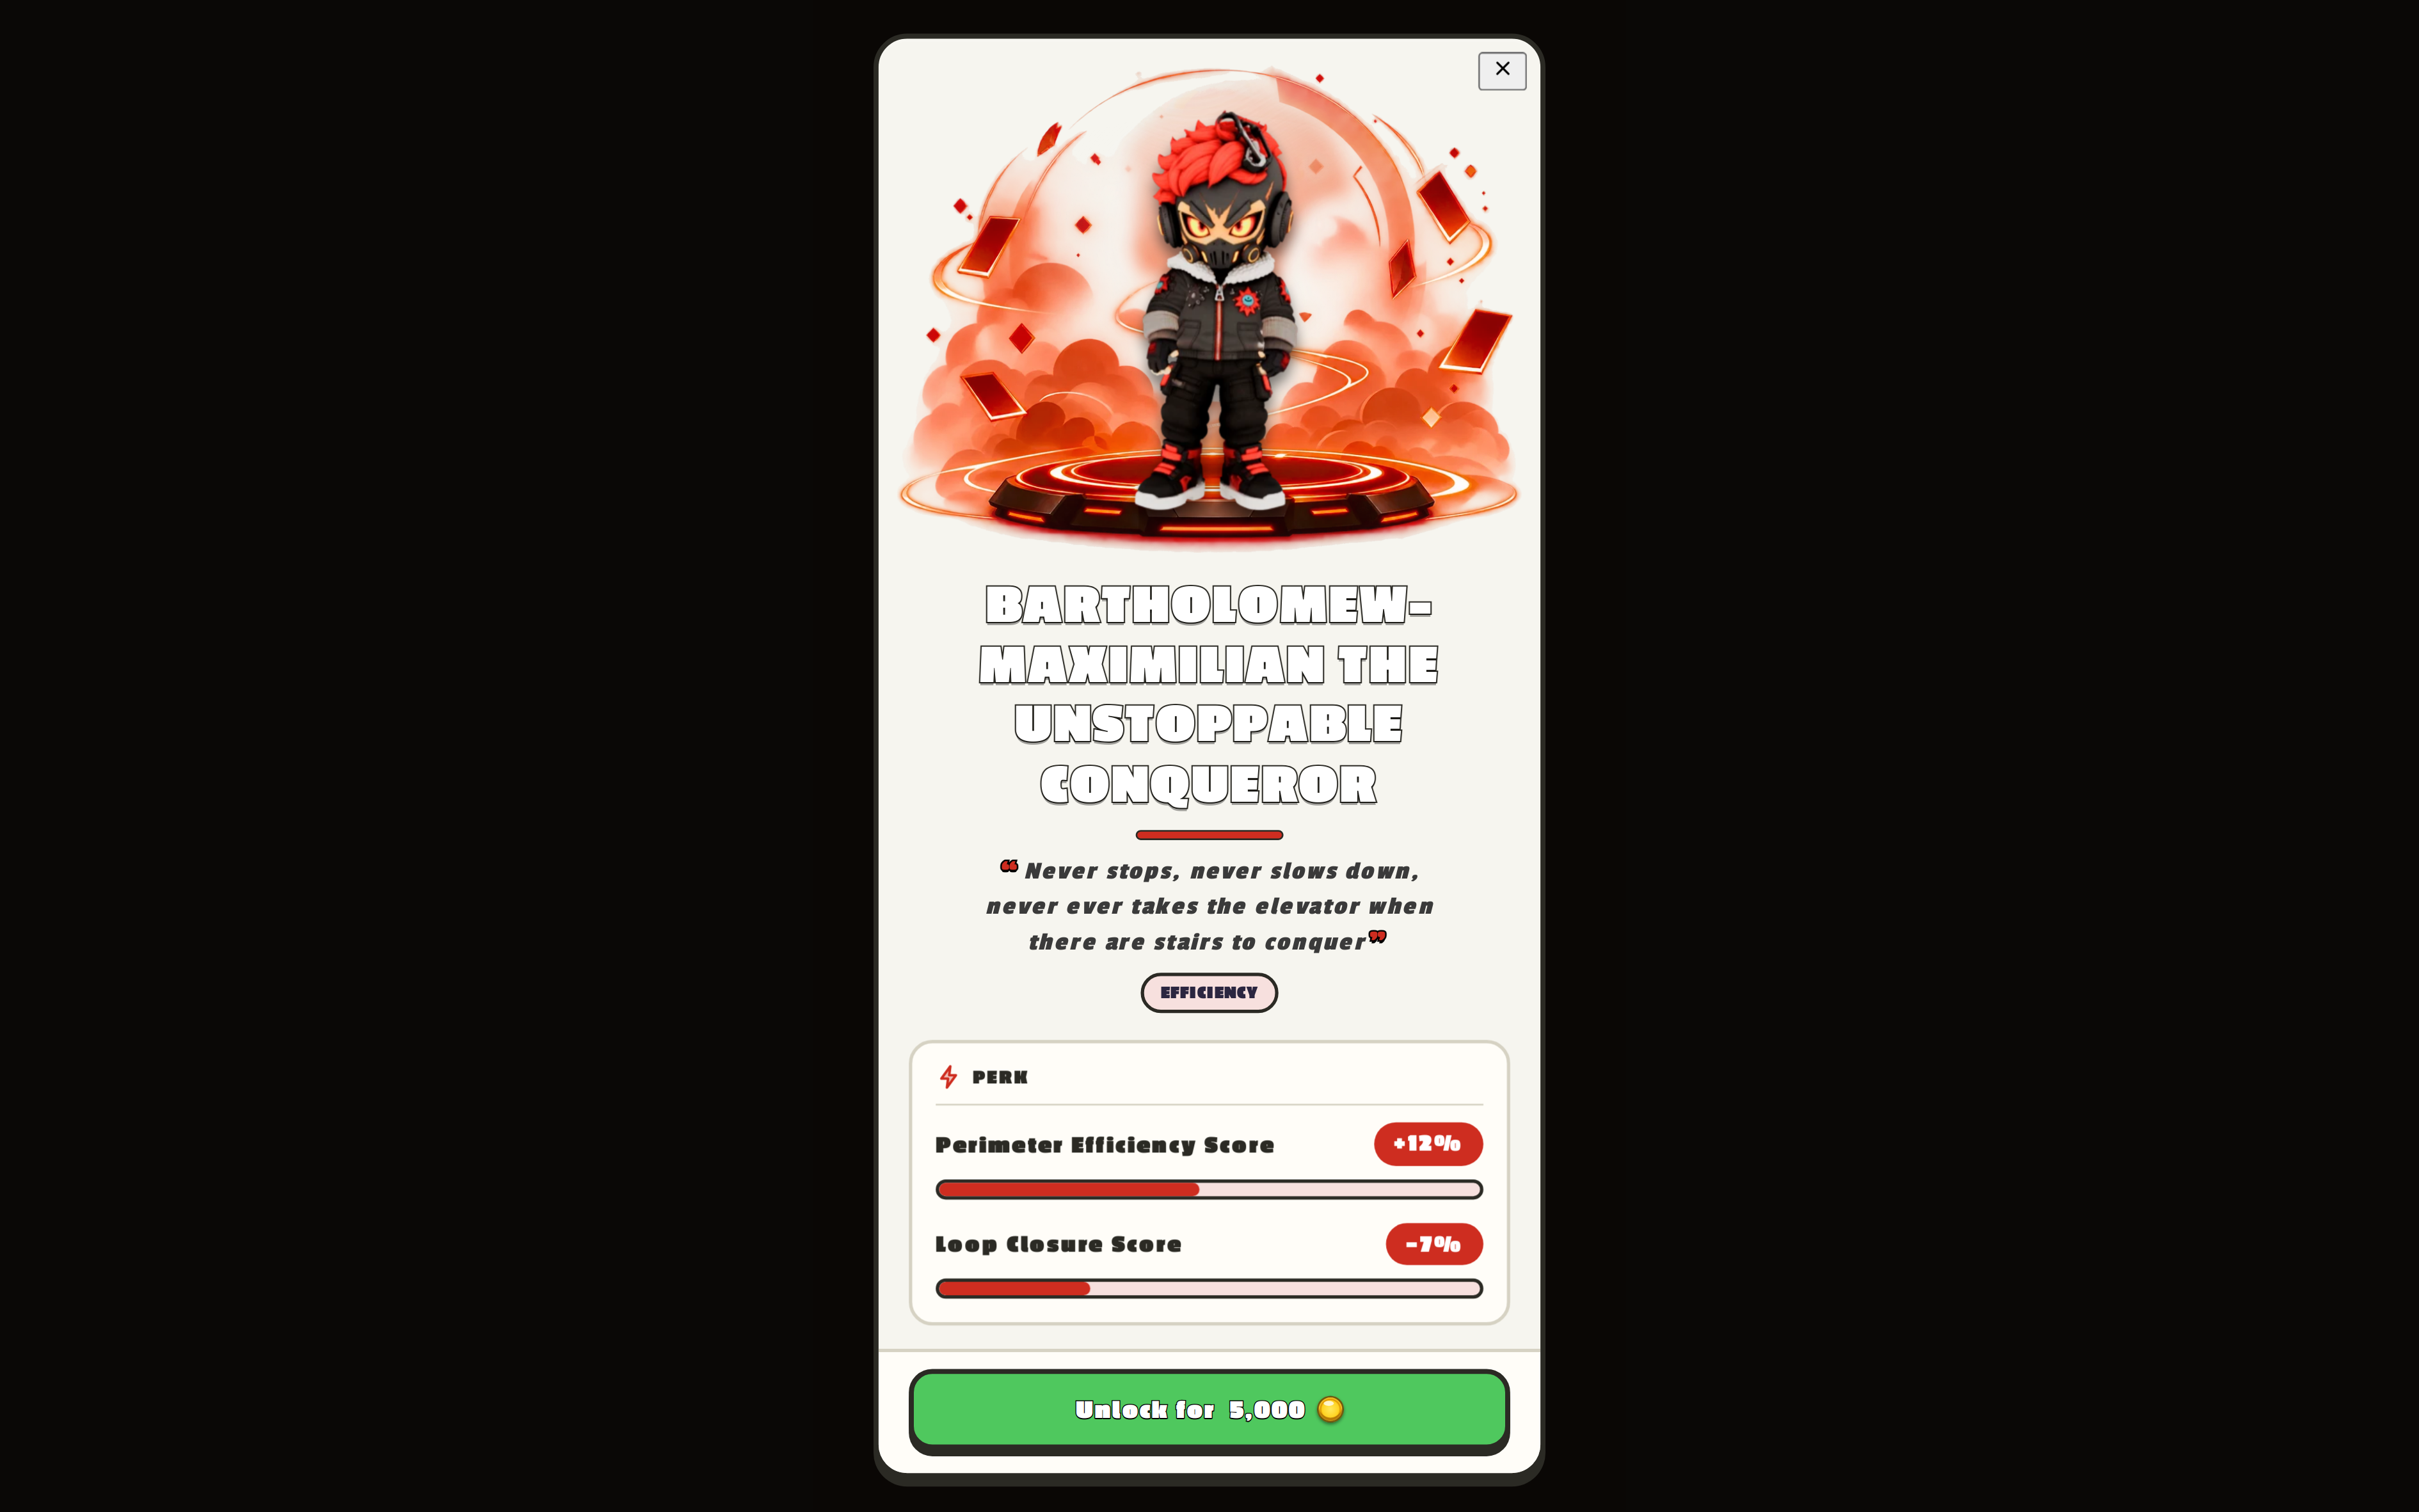 ×
BARTHOLOMEW-
MAXIMILIAN THE
UNSTOPPABLE
CONQUEROR
❝ Never stops, never slows down,
never ever takes the elevator when
there are stairs to conquer❞
EFFICIENCY
PERK
Perimeter Efficiency Score +12%
Loop Closure Score -7%
Unlock for 5,000